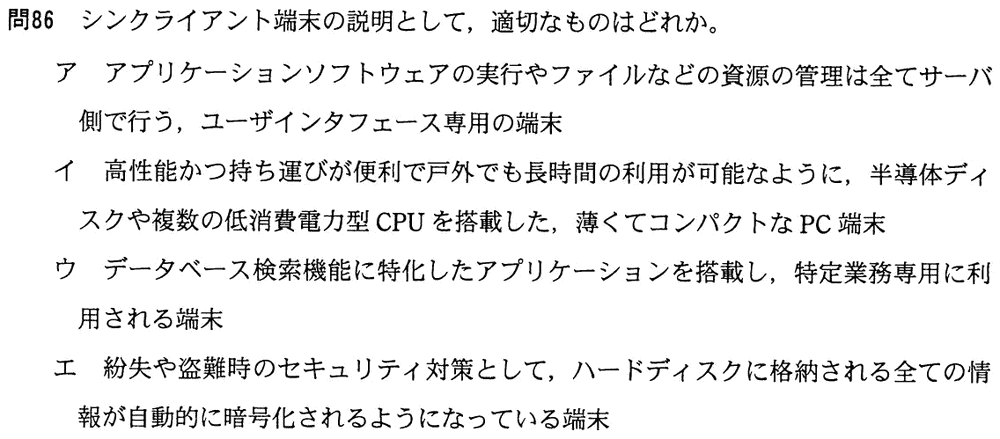 問86　シンクライアント端末の説明として，適切なものはどれか。
ア　アプリケーションソフトウェアの実行やファイルなどの資源の管理は全てサーバ
側で行う，ユーザインタフェース専用の端末
イ　高性能かつ持ち運びが便利で戸外でも長時間の利用が可能なように，半導体ディ
スクや複数の低消費電力型 CPU を搭載した，薄くてコンパクトな PC 端末
ウ　データベース検索機能に特化したアプリケーションを搭載し，特定業務専用に利
用される端末
エ　紛失や盗難時のセキュリティ対策として，ハードディスクに格納される全ての情
報が自動的に暗号化されるようになっている端末